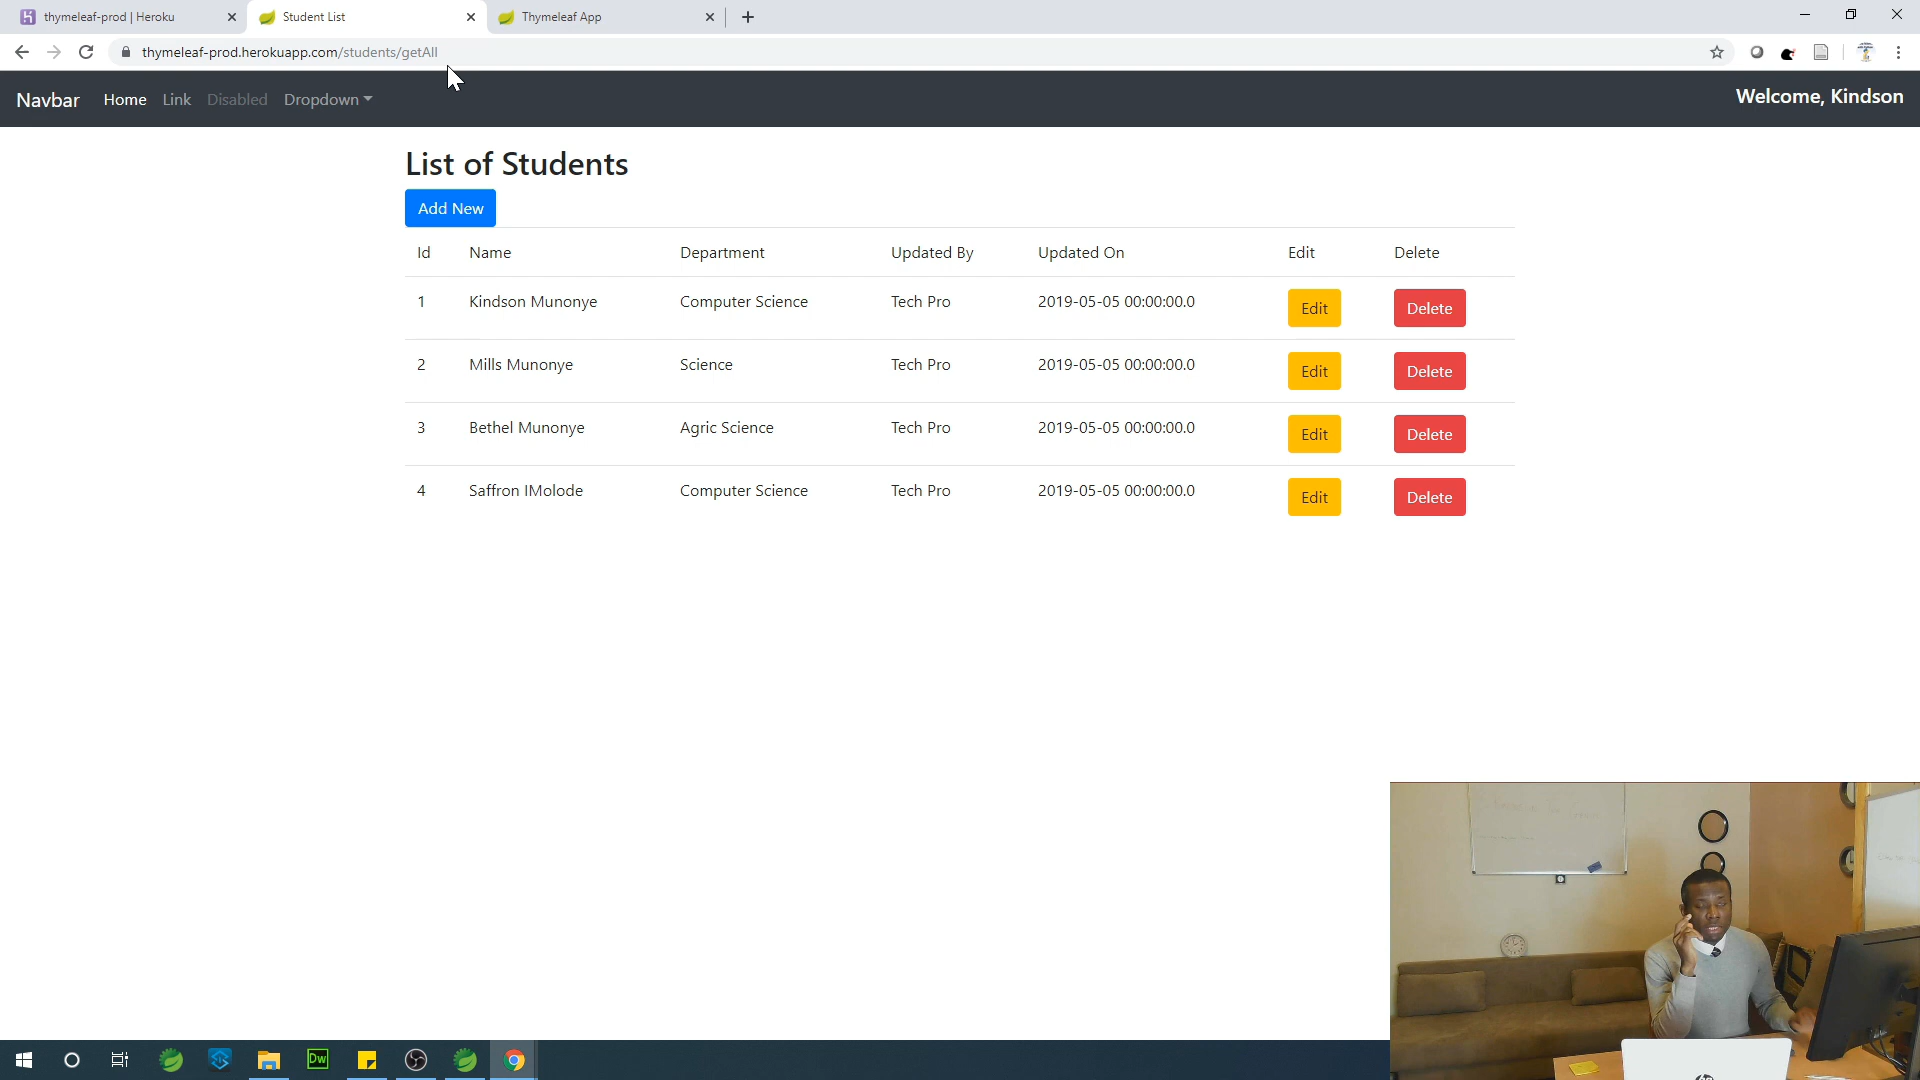 thymeleaf-prod | Heroku
Student List
Thymeleaf App
thymeleaf-prod.herokuapp.com/students/getAll
Navbar Home Link Disabled Dropdown
Welcome, Kindson
List of Students
Add New
Id Name Department Updated By Updated On Edit Delete
1 Kindson Munonye Computer Science Tech Pro 2019-05-05 00:00:00.0 Edit Delete
2 Mills Munonye Science Tech Pro 2019-05-05 00:00:00.0 Edit Delete
3 Bethel Munonye Agric Science Tech Pro 2019-05-05 00:00:00.0 Edit Delete
4 Saffron IMolode Computer Science Tech Pro 2019-05-05 00:00:00.0 Edit Delete
Dw